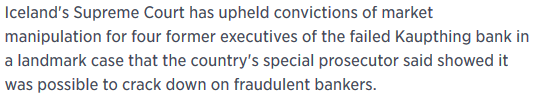 Iceland's Supreme Court has upheld convictions of market
manipulation for four former executives of the failed Kaupthing bank in
a landmark case that the country's special prosecutor said showed it
was possible to crack down on fraudulent bankers.